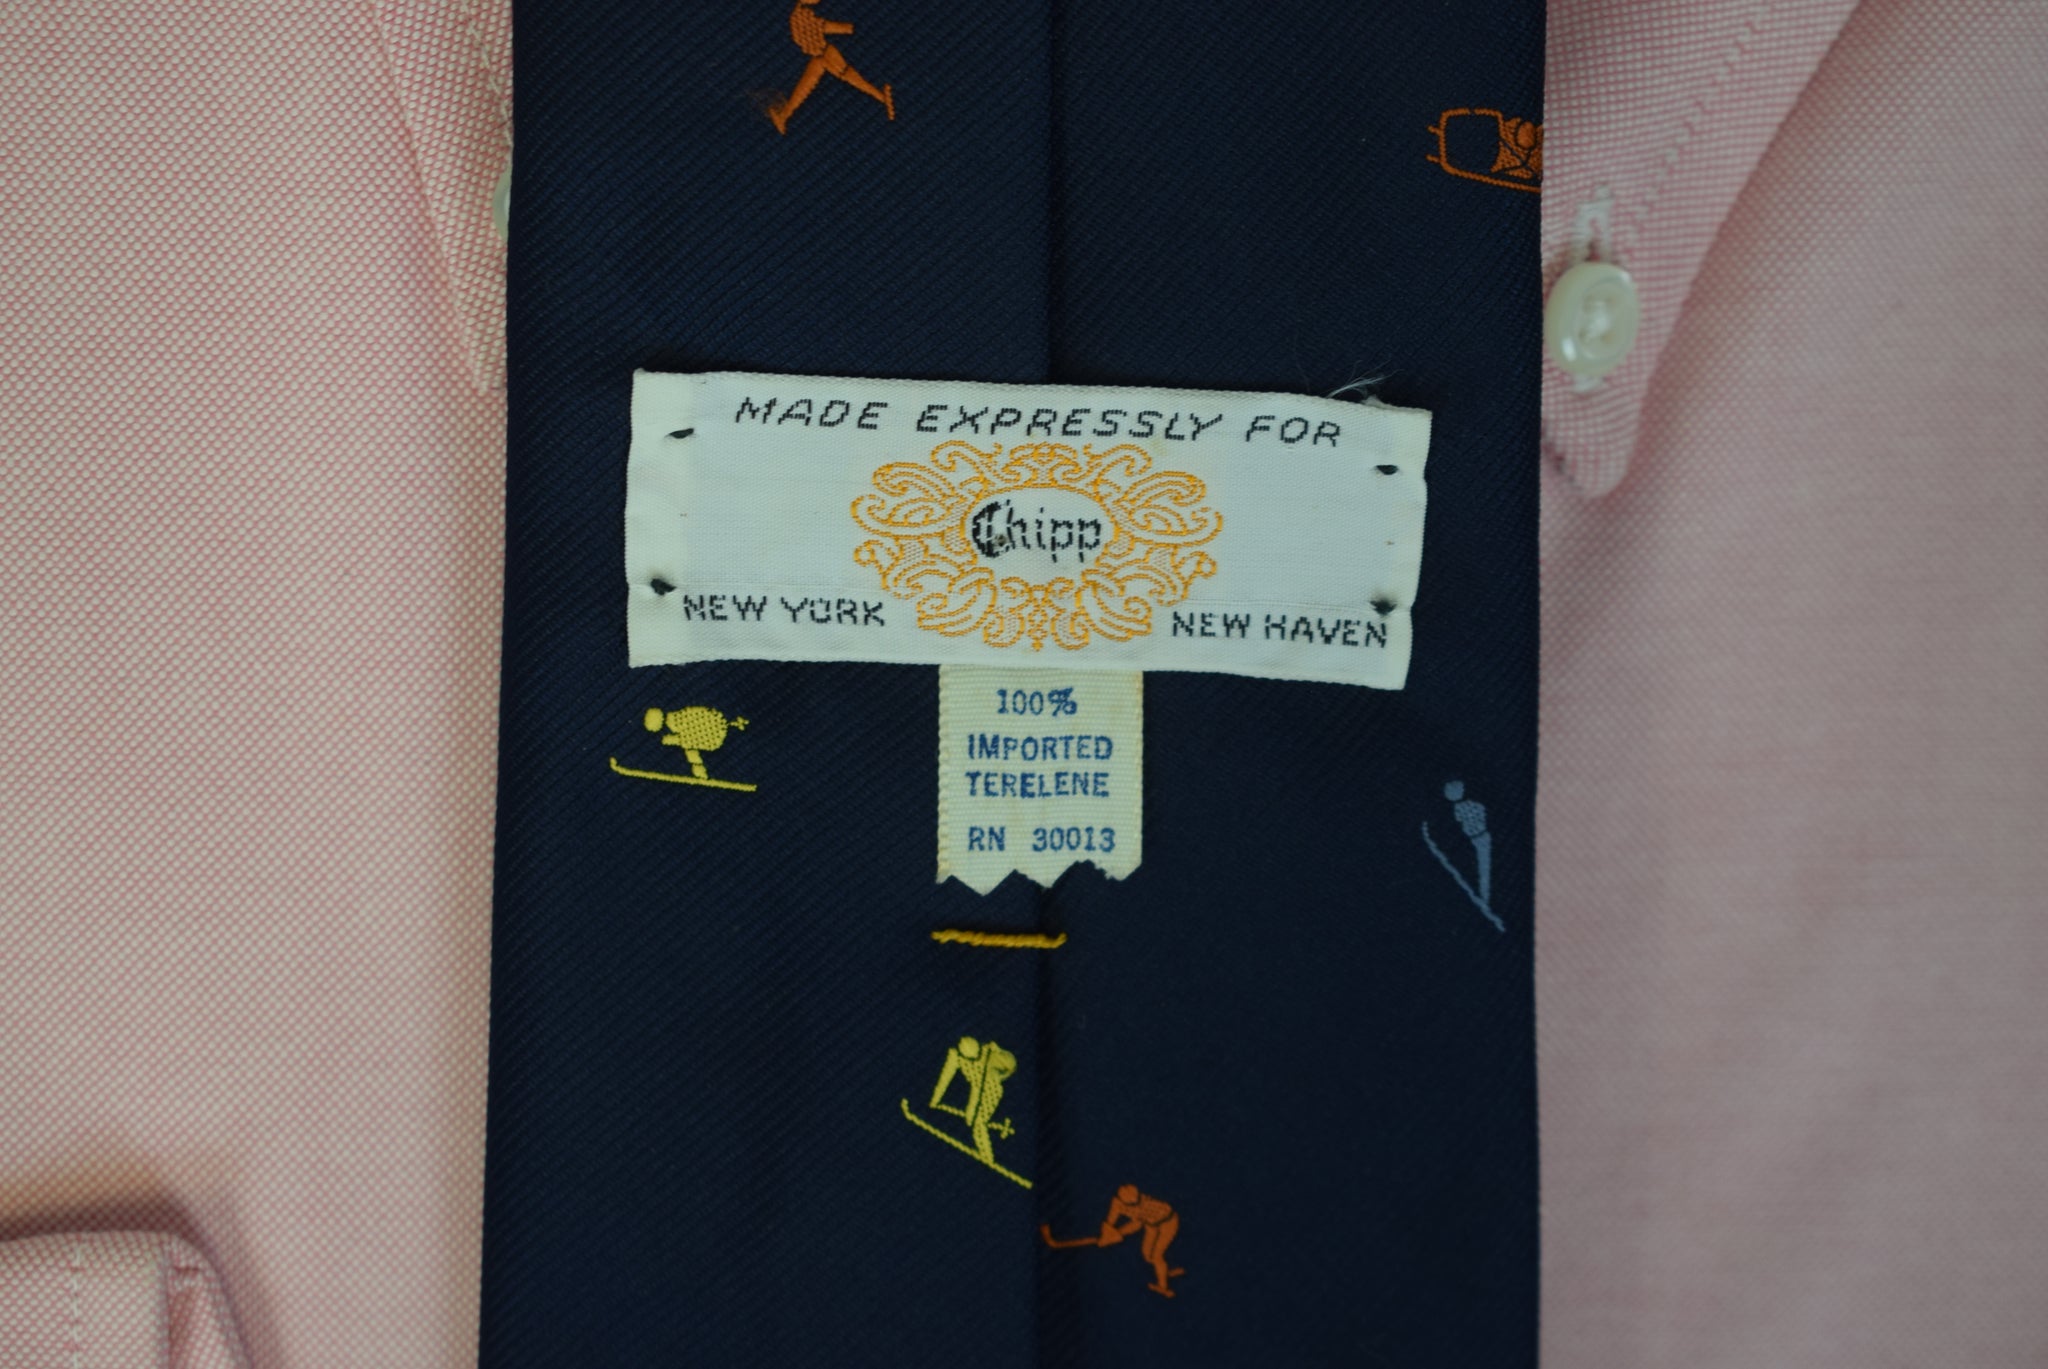 MADE EXPRESSLY FOR
Chipp
NEW YORK NEW HAVEN
100%
IMPORTED
TERELENE
RN 30013